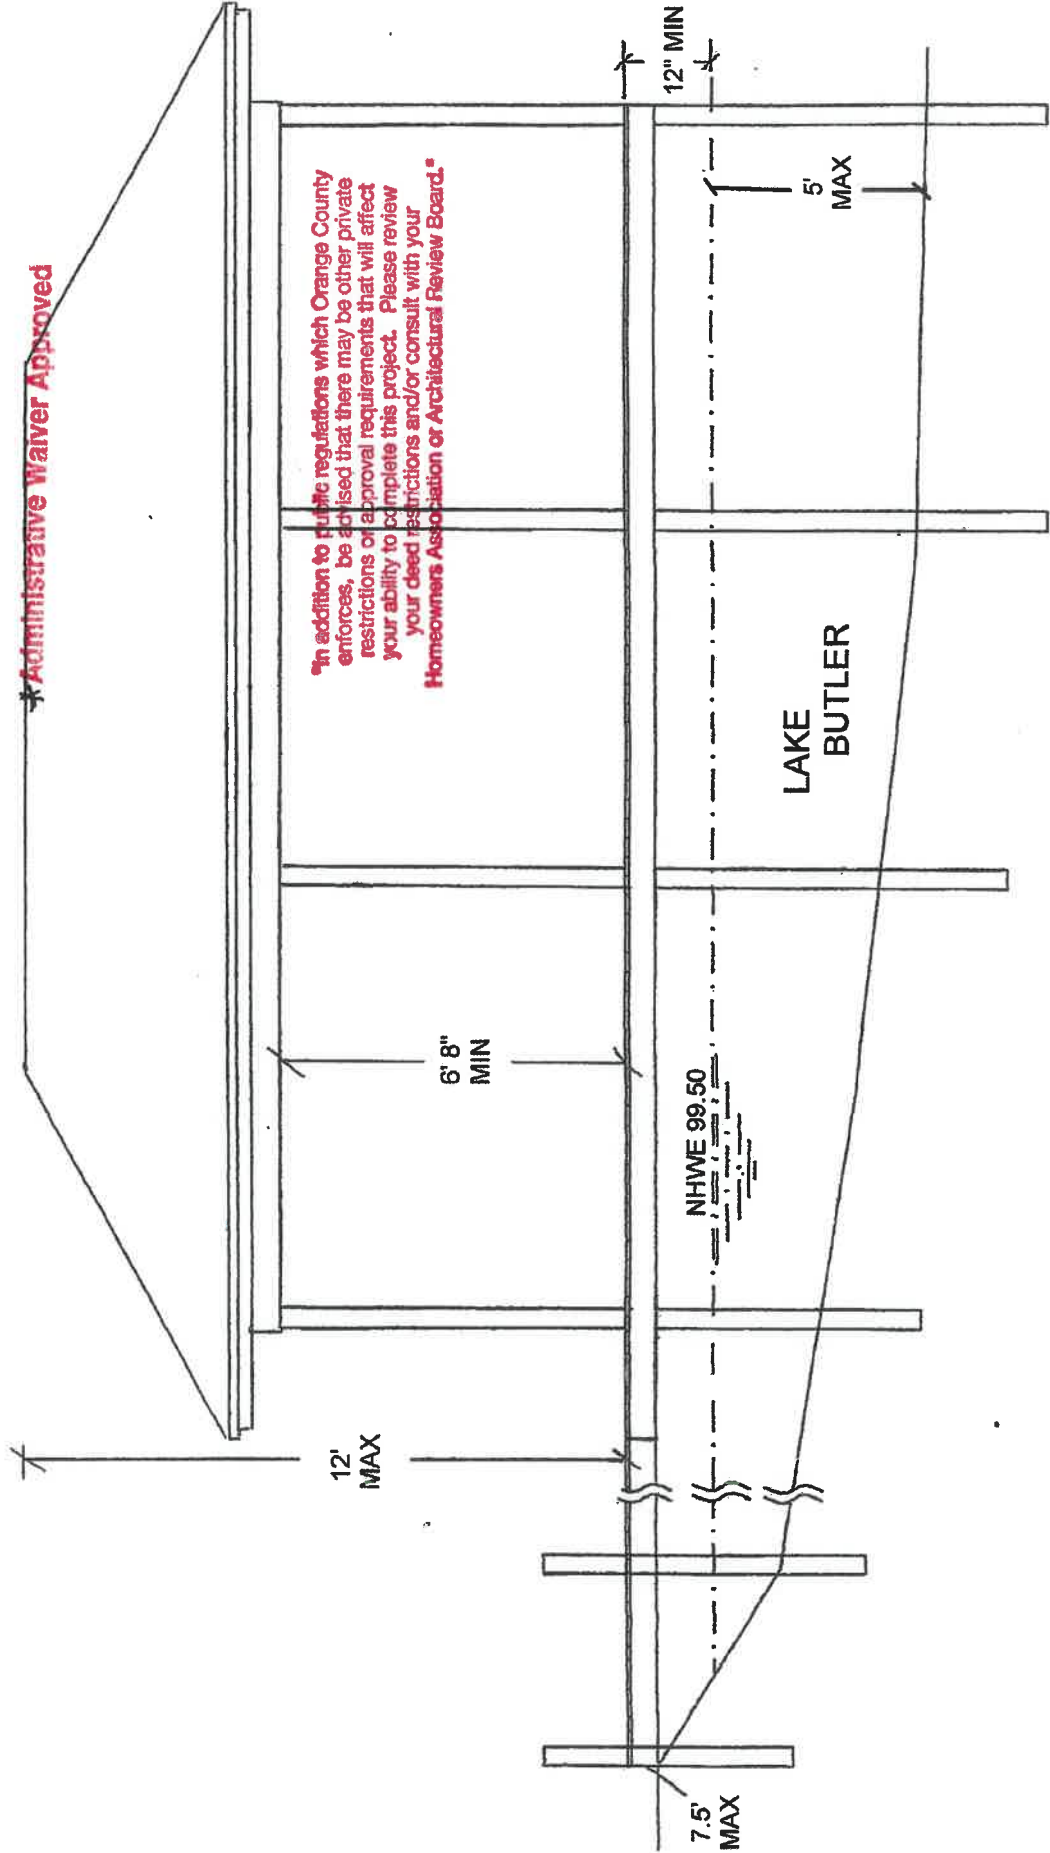 *Administrative Waiver Approved
"In addition to public regulations which Orange County
enforces, be advised that there may be other private
restrictions or approval requirements that will affect
your ability to complete this project. Please review
your deed restrictions and/or consult with your
Homeowners Association or Architectural Review Board."
12'
MAX
6' 8"
MIN
12" MIN
NHWE 99.50
5'
MAX
LAKE
BUTLER
7.5'
MAX